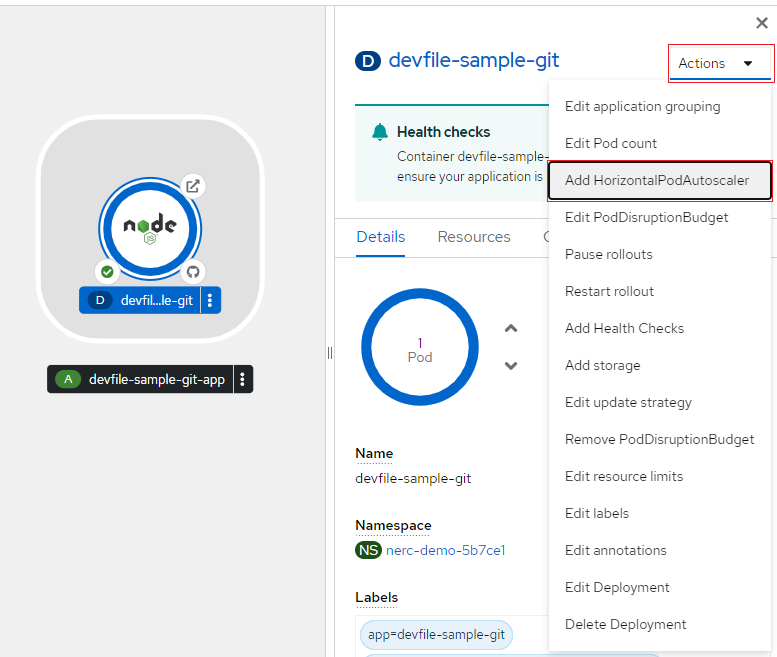 node
JS
D devfil...le-git
A devfile-sample-git-app
D devfile-sample-git
Actions
Health checks
Container devfile-sample-
ensure your application is
Details
Resources
1
Pod
Name
devfile-sample-git
Namespace
NS nerc-demo-5b7ce1
Labels
app=devfile-sample-git
Edit application grouping
Edit Pod count
Add HorizontalPodAutoscaler
Edit PodDisruptionBudget
Pause rollouts
Restart rollout
Add Health Checks
Add storage
Edit update strategy
Remove PodDisruptionBudget
Edit resource limits
Edit labels
Edit annotations
Edit Deployment
Delete Deployment